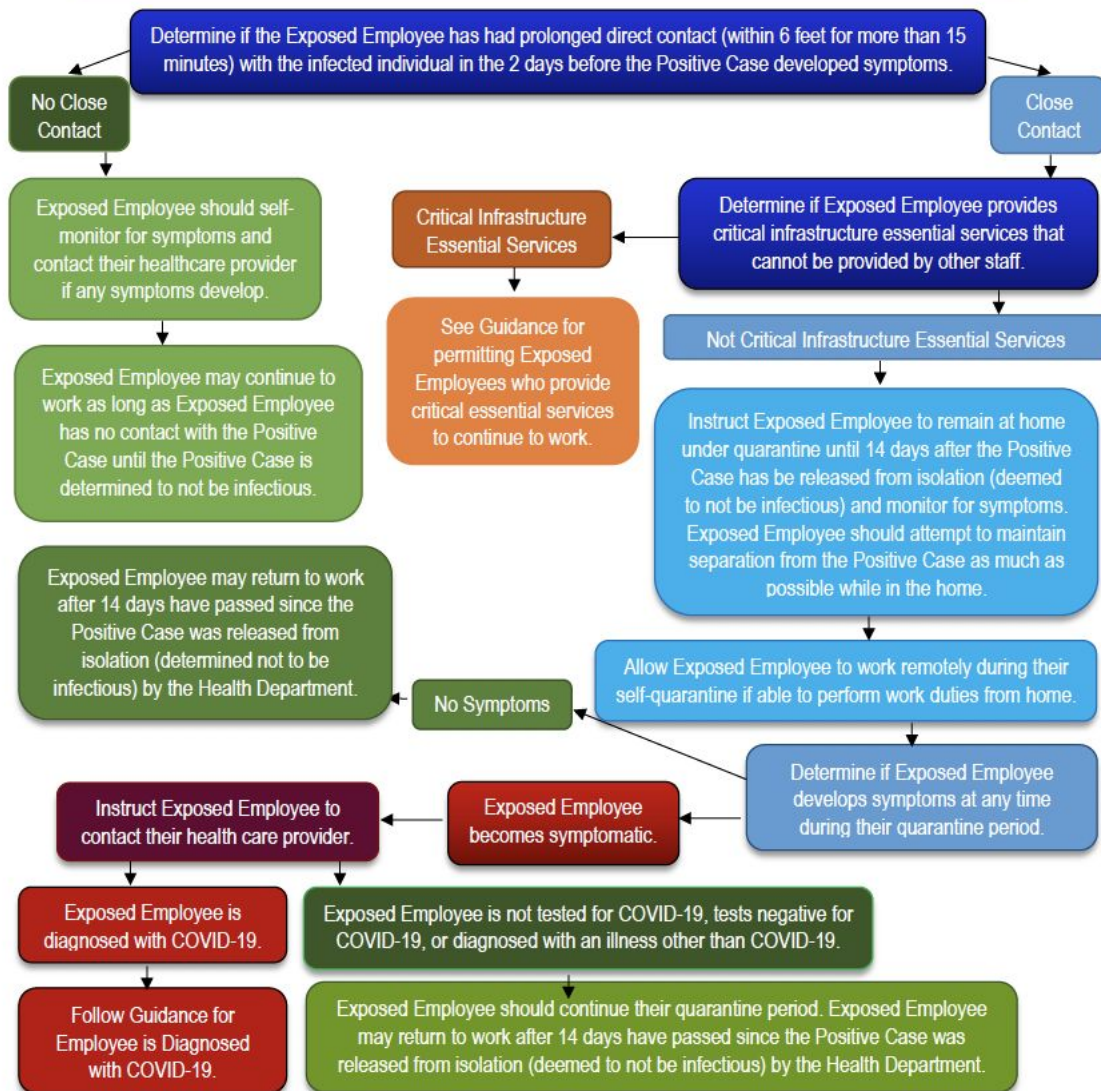 Determine if the Exposed Employee has had prolonged direct contact (within 6 feet for more than 15
minutes) with the infected individual in the 2 days before the Positive Case developed symptoms.
No Close
Contact
Close
Contact
Exposed Employee should self-
monitor for symptoms and
contact their healthcare provider
if any symptoms develop.
Critical Infrastructure
Essential Services
Determine if Exposed Employee provides
critical infrastructure essential services that
cannot be provided by other staff.
See Guidance for
permitting Exposed
Employees who provide
critical essential services
to continue to work.
Not Critical Infrastructure Essential Services
Exposed Employee may continue to
work as long as Exposed Employee
has no contact with the Positive
Case until the Positive Case is
determined to not be infectious.
Instruct Exposed Employee to remain at home
under quarantine until 14 days after the Positive
Case has be released from isolation (deemed
to not be infectious) and monitor for symptoms.
Exposed Employee should attempt to maintain
separation from the Positive Case as much as
possible while in the home.
Exposed Employee may return to work
after 14 days have passed since the
Positive Case was released from
isolation (determined not to be
infectious) by the Health Department.
Allow Exposed Employee to work remotely during their
self-quarantine if able to perform work duties from home.
No Symptoms
Determine if Exposed Employee
develops symptoms at any time
during their quarantine period.
Exposed Employee
becomes symptomatic.
Instruct Exposed Employee to
contact their health care provider.
Exposed Employee is
diagnosed with COVID-19.
Exposed Employee is not tested for COVID-19, tests negative for
COVID-19, or diagnosed with an illness other than COVID-19.
Follow Guidance for
Employee is Diagnosed
with COVID-19.
Exposed Employee should continue their quarantine period. Exposed Employee
may return to work after 14 days have passed since the Positive Case was
released from isolation (deemed to not be infectious) by the Health Department.